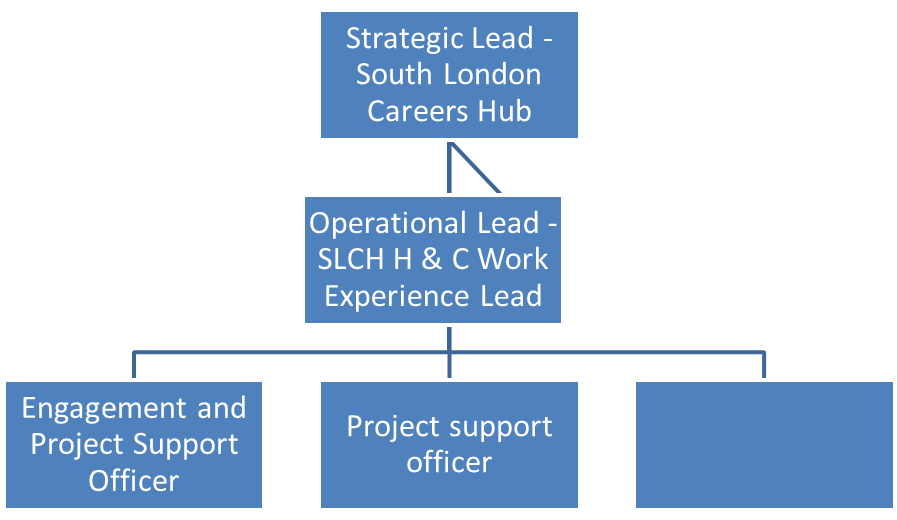 Strategic Lead -
South London
Careers Hub
Operational Lead -
SLCH H & C Work
Experience Lead
Engagement and
Project Support
Officer
Project support
officer